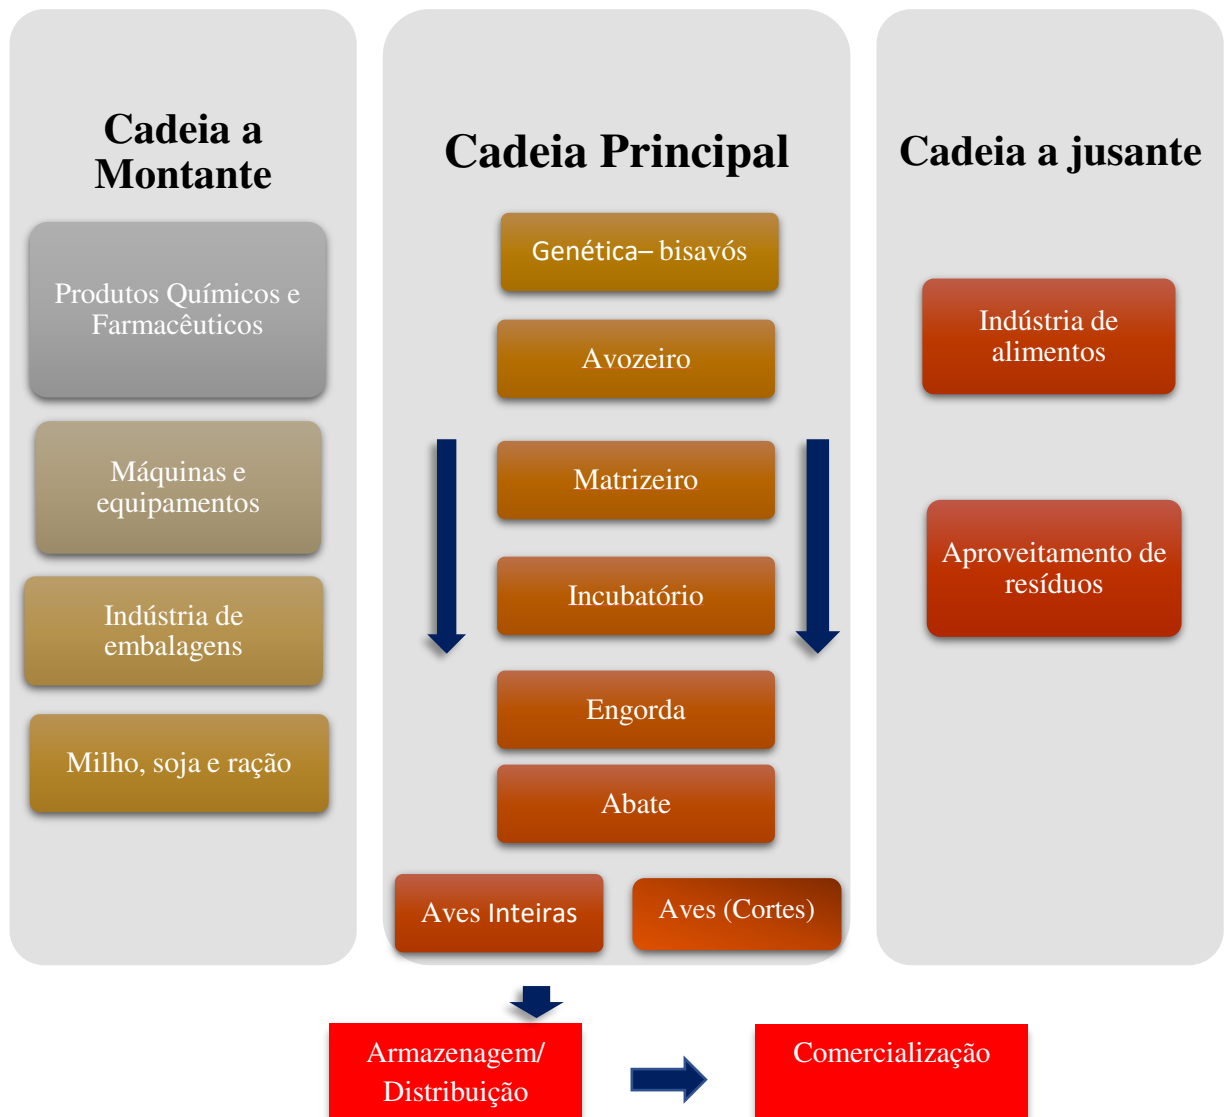 Cadeia a
Montante
Produtos Químicos e
Farmacêuticos
Máquinas e
equipamentos
Indústria de
embalagens
Milho, soja e ração
Cadeia Principal
Genética– bisavós
Avozeiro
Matrizeiro
Incubatório
Engorda
Abate
Aves Inteiras
Aves (Cortes)
Cadeia a jusante
Indústria de
alimentos
Aproveitamento de
resíduos
Armazenagem/
Distribuição
Comercialização